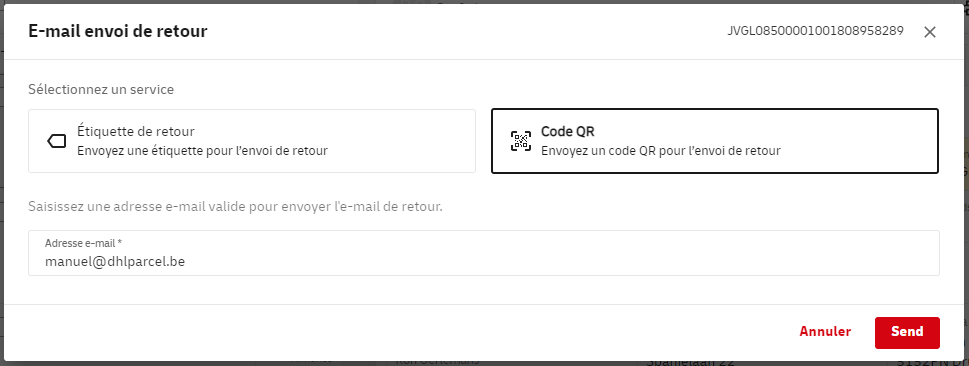 E-mail envoi de retour
JVGL08500001001808958289
Sélectionnez un service
Étiquette de retour
Envoyez une étiquette pour l'envoi de retour
Code QR
Envoyez un code QR pour l'envoi de retour
Saisissez une adresse e-mail valide pour envoyer l'e-mail de retour.
Adresse e-mail *
manuel@dhlparcel.be
Annuler
Send